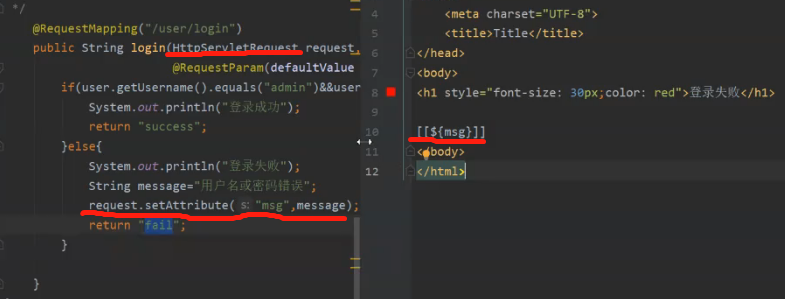 */
@RequestMapping("/user/login")
public String login(HttpServletRequest request,
@RequestParam(defaultValue
if(user.getUsername().equals("admin")&&user
System.out.println("登录成功");
return "success";
}else{
System.out.println("登录失败");
String message="用户名或密码错误";
request.setAttribute( s: "msg",message);
return "fail";
}
}
4 <meta charset="UTF-8">
5 <title>Title</title>
6 </head>
7 <body>
8 <h1 style="font-size: 30px;color: red">登录失败</h1>
9
10 [[${msg}]]
11 </body>
12 </html>